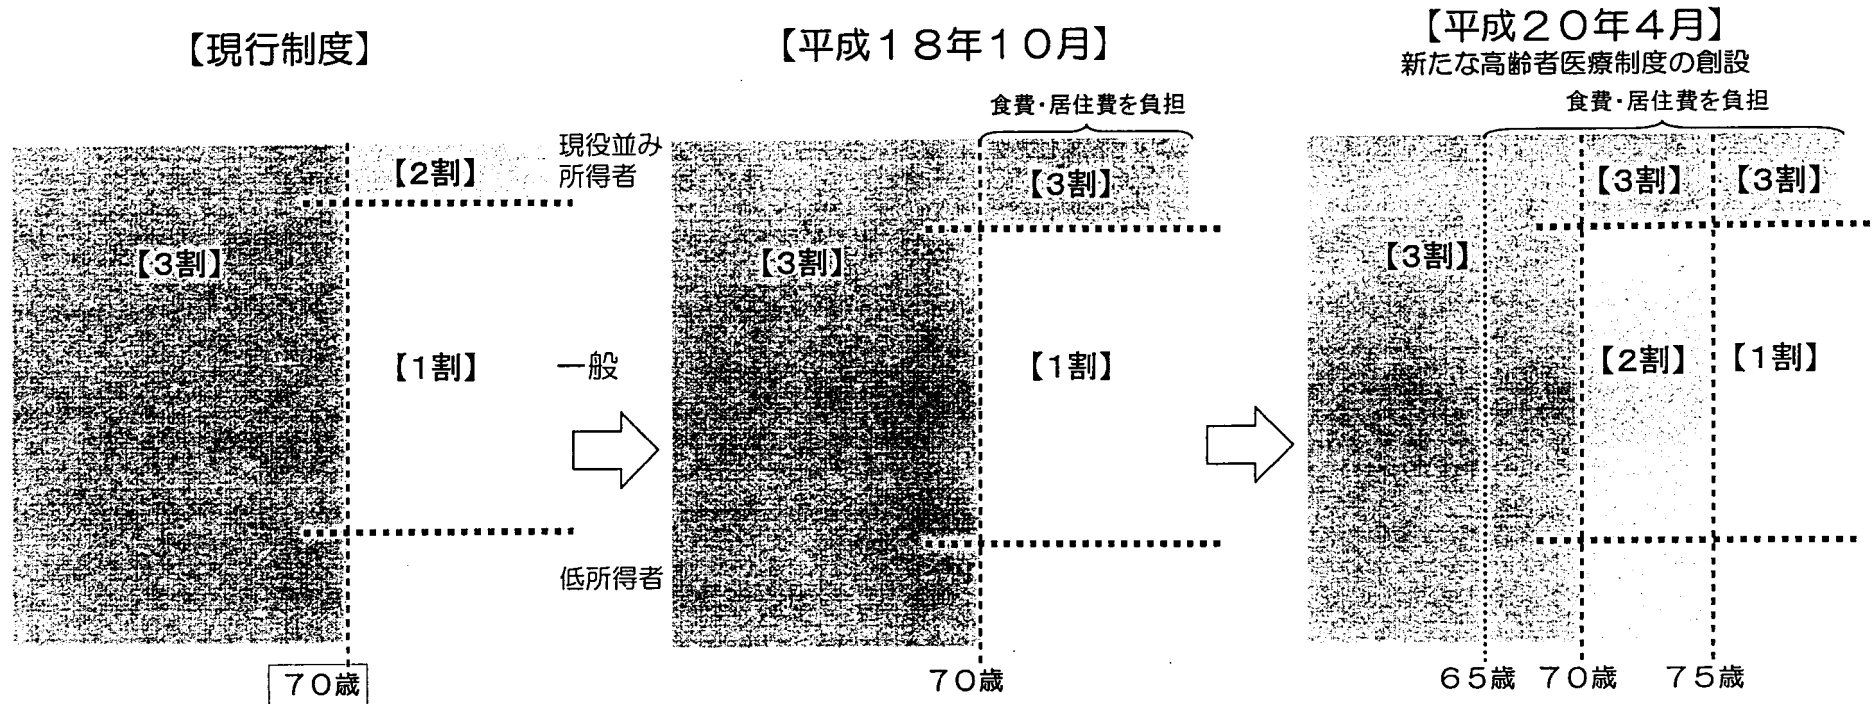 【現行制度】
【3割】
【2割】
【1割】
現役並み
所得者
一般
低所得者
70歳
【平成18年10月】
食費・居住費を負担
【3割】
【3割】
【1割】
70歳
【平成20年4月】
新たな高齢者医療制度の創設
食費・居住費を負担
【3割】
【3割】
【3割】
【2割】
【1割】
65歳
70歳
75歳